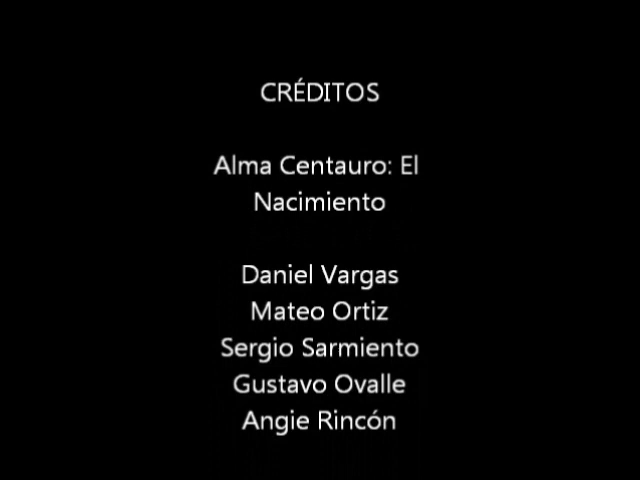 CRÉDITOS
Alma Centauro: El
Nacimiento
Daniel Vargas
Mateo Ortiz
Sergio Sarmiento
Gustavo Ovalle
Angie Rincón